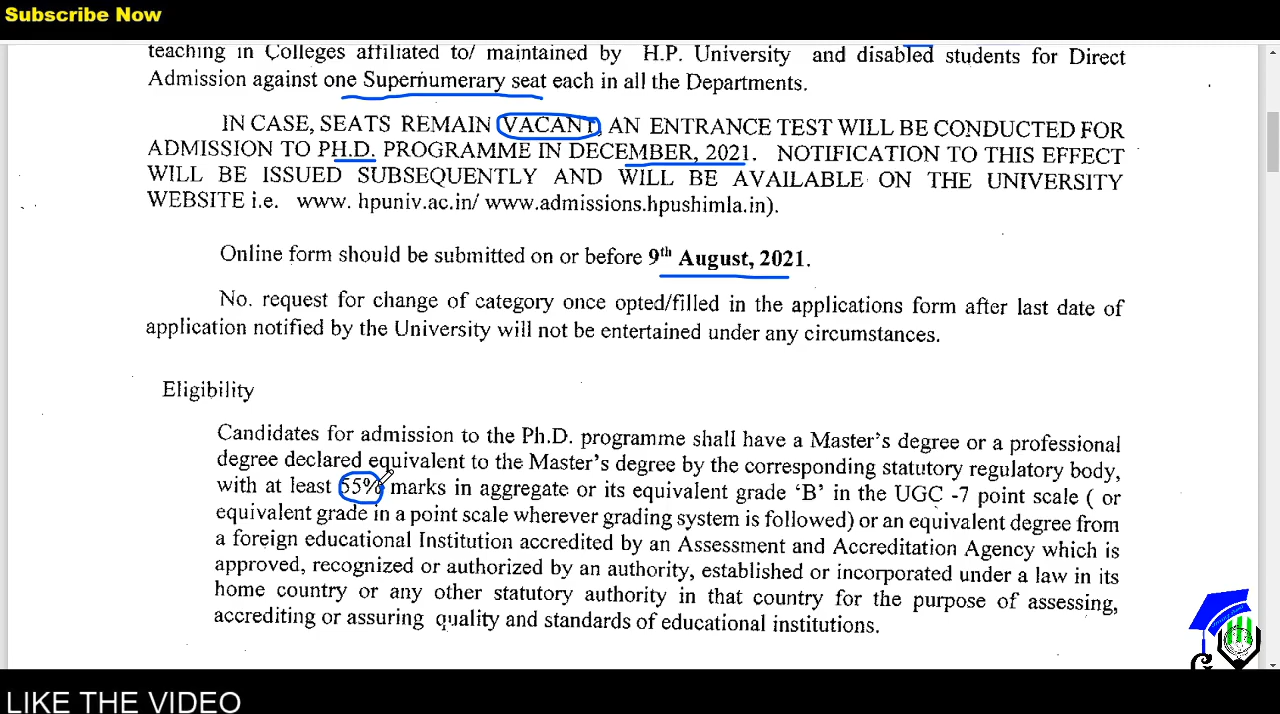 Subscribe Now
teaching in Colleges affiliated to/ maintained by H.P. University and disabled students for Direct
Admission against one Supernumerary seat each in all the Departments.
IN CASE, SEATS REMAIN VACANT, AN ENTRANCE TEST WILL BE CONDUCTED FOR
ADMISSION TO PH.D. PROGRAMME IN DECEMBER, 2021. NOTIFICATION TO THIS EFFECT
WILL BE ISSUED SUBSEQUENTLY AND WILL BE AVAILABLE ON THE UNIVERSITY
WEBSITE i.e. www. hpuniv.ac.in/ www.admissions.hpushimla.in).
Online form should be submitted on or before 9th August, 2021.
No. request for change of category once opted/filled in the applications form after last date of
application notified by the University will not be entertained under any circumstances.
Eligibility
Candidates for admission to the Ph.D. programme shall have a Master's degree or a professional
degree declared equivalent to the Master's degree by the corresponding statutory regulatory body,
with at least 55% marks in aggregate or its equivalent grade 'B' in the UGC -7 point scale ( or
equivalent grade in a point scale wherever grading system is followed) or an equivalent degree from
a foreign educational Institution accredited by an Assessment and Accreditation Agency which is
approved, recognized or authorized by an authority, established or incorporated under a law in its
home country or any other statutory authority in that country for the purpose of assessing,
accrediting or assuring quality and standards of educational institutions.
LIKE THE VIDEO